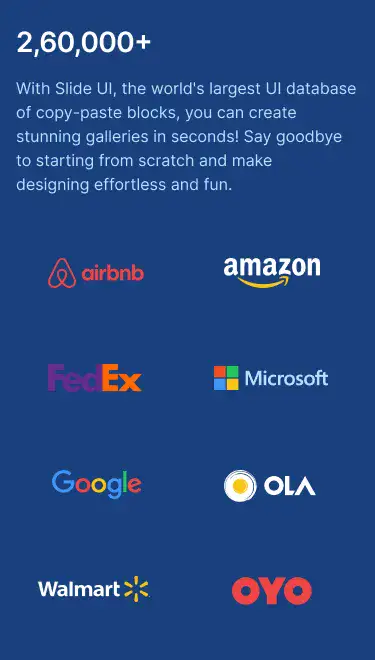 2,60,000+
With Slide UI, the world's largest UI database
of copy-paste blocks, you can create
stunning galleries in seconds! Say goodbye
to starting from scratch and make
designing effortless and fun.
airbnb
amazon
FedEx
Microsoft
Google
OLA
Walmart
OYO